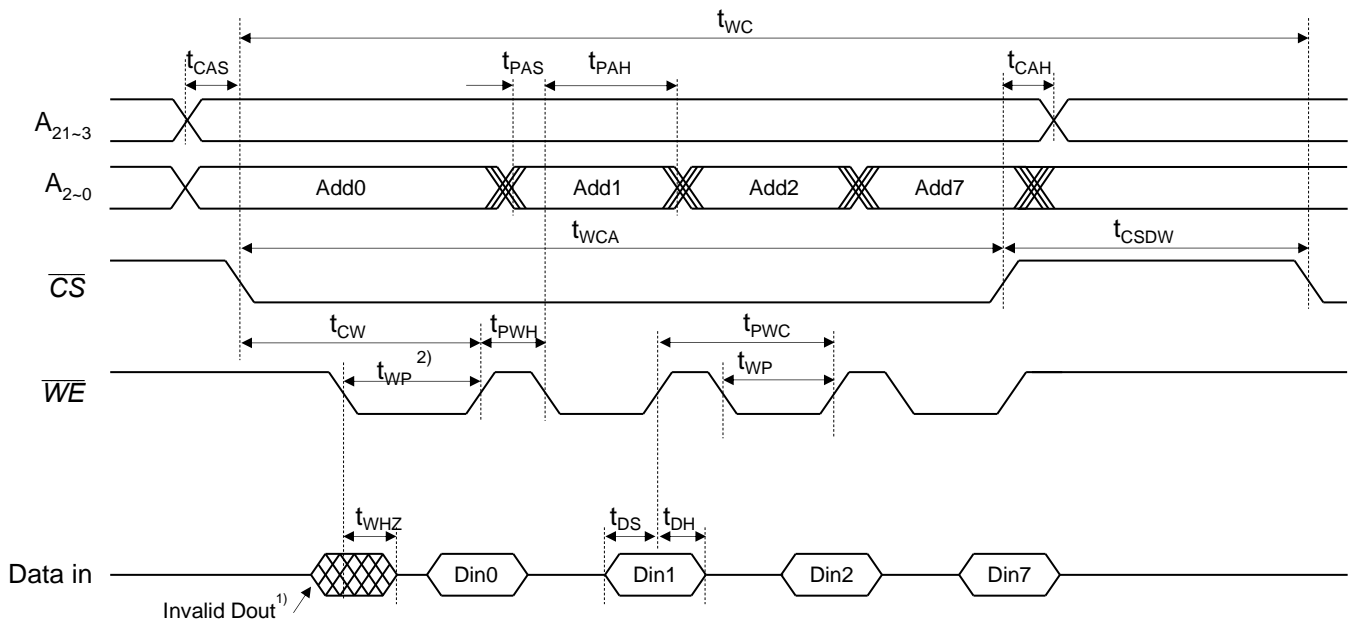 tWC
tCAS tPAS tPAH tCAH
A21~3
A2~0 Add0 Add1 Add2 Add7
tWCA tCSDW
CS
tCW tPWH tPWC
tWP 2) tWP
WE
tWHZ tDS tDH
Data in Din0 Din1 Din2 Din7
Invalid Dout1)